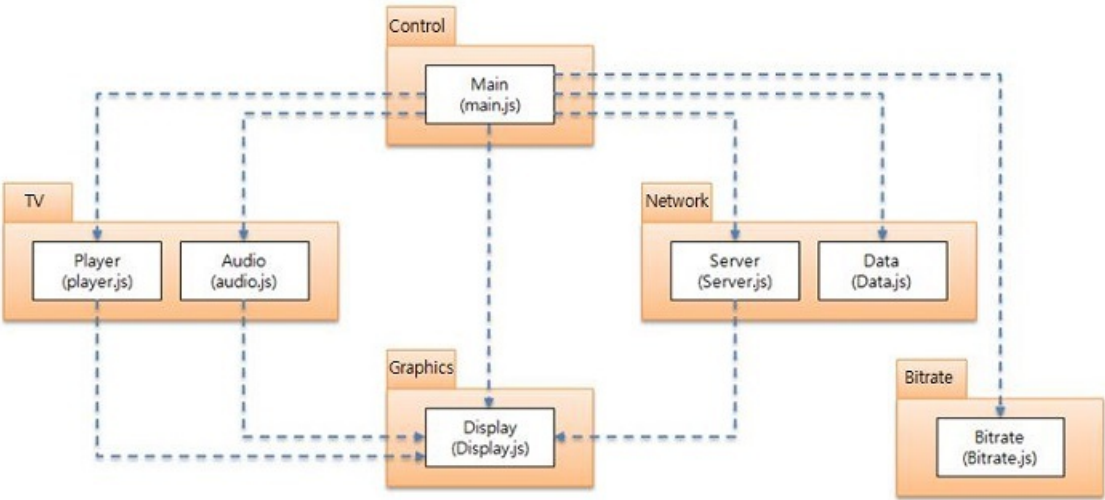 Control
Main
(main.js)
TV
Network
Player
(player.js)
Audio
(audio.js)
Server
(Server.js)
Data
(Data.js)
Graphics
Bitrate
Display
(Display.js)
Bitrate
(Bitrate.js)